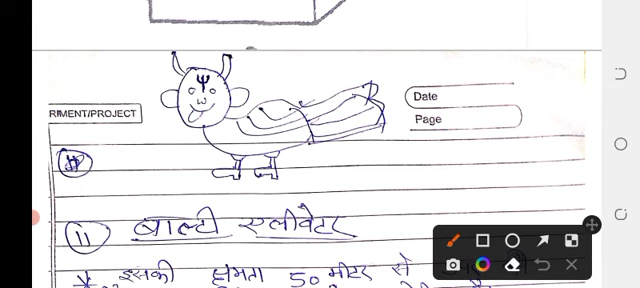 RIMENT/PROJECT
Date
Page
11 बाल्टी एलीवेटर
इसकी क्षमता 50 मीटर से